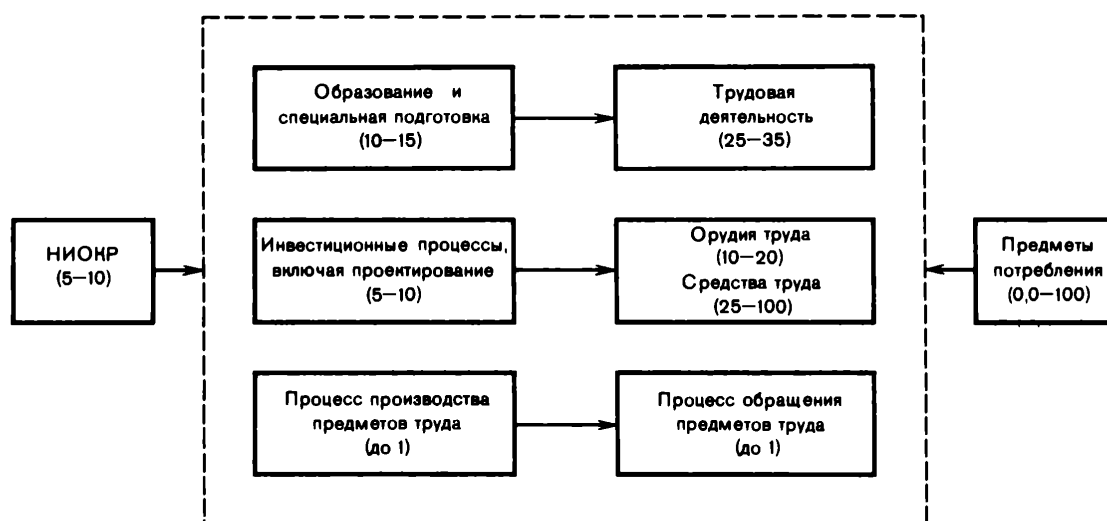 Образование и
специальная подготовка
(10—15)
Трудовая
деятельность
(25—35)
НИОКР
(5—10)
Инвестиционные процессы,
включая проектирование
(5—10)
Орудия труда
(10—20)
Средства труда
(25—100)
Предметы
потребления
(0,0—100)
Процесс производства
предметов труда
(до 1)
Процесс обращения
предметов труда
(до 1)